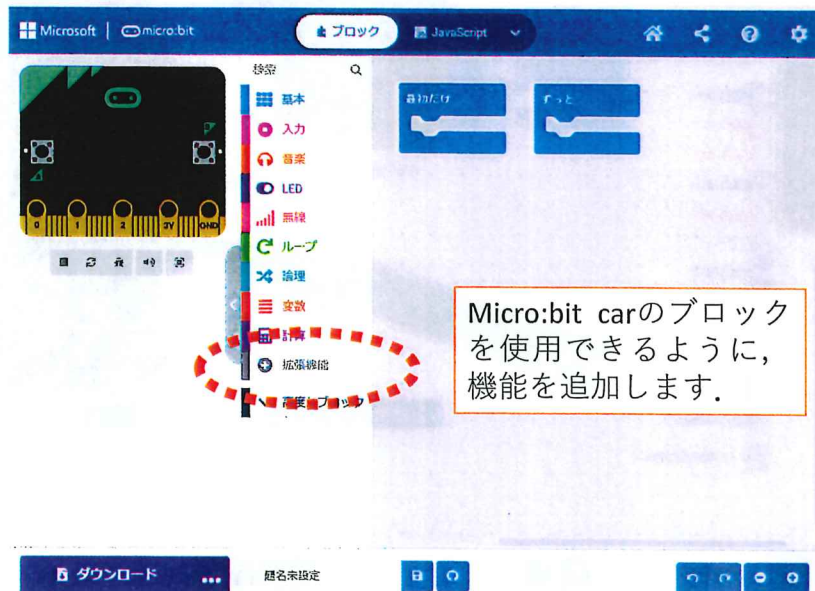 Microsoft | micro:bit
ブロック
JavaScript
検索
基本
入力
音楽
LED
無線
ループ
論理
変数
計算
拡張機能
高度なブロック
最初だけ
ずっと
0 1 2 3V GND
Micro:bit carのブロック
を使用できるように,
機能を追加します.
ダウンロード
•••
題名未設定